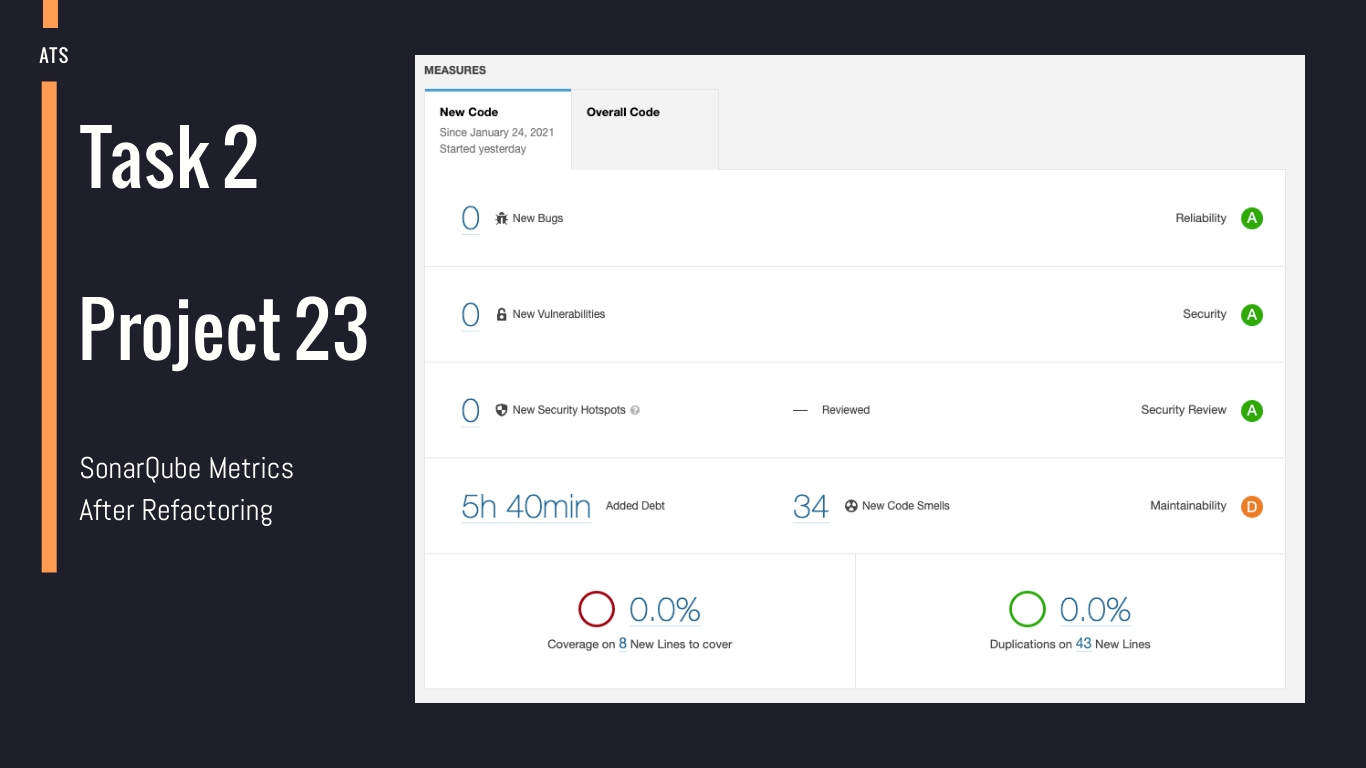 ATS
Task 2
Project 23
SonarQube Metrics
After Refactoring
MEASURES
New Code
Since January 24, 2021
Started yesterday
Overall Code
0 New Bugs Reliability A
0 New Vulnerabilities Security A
0 New Security Hotspots ? — Reviewed Security Review A
5h 40min Added Debt 34 New Code Smells Maintainability D
0.0%
Coverage on 8 New Lines to cover
0.0%
Duplications on 43 New Lines